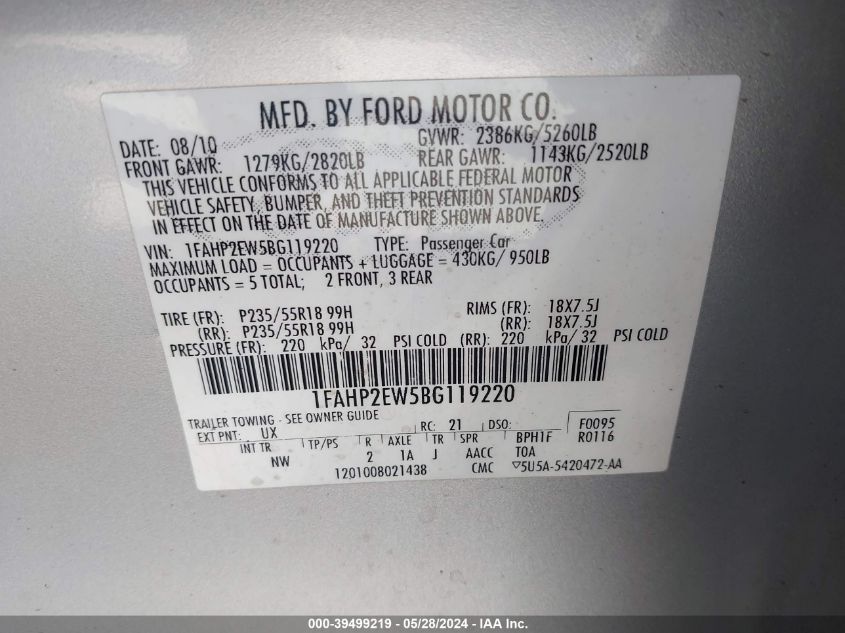 MFD. BY FORD MOTOR CO.
DATE: 08/10 GVWR: 2386KG/5260LB
FRONT GAWR: 1279KG/2820LB REAR GAWR: 1143KG/2520LB
THIS VEHICLE CONFORMS TO ALL APPLICABLE FEDERAL MOTOR
VEHICLE SAFETY, BUMPER, AND THEFT PREVENTION STANDARDS
IN EFFECT ON THE DATE OF MANUFACTURE SHOWN ABOVE.
VIN: 1FAHP2EW5BG119220 TYPE: Passenger Car
MAXIMUM LOAD = OCCUPANTS + LUGGAGE = 430KG/ 950LB
OCCUPANTS = 5 TOTAL; 2 FRONT, 3 REAR
TIRE (FR): P235/55R18 99H RIMS (FR): 18X7.5J
(RR): P235/55R18 99H (RR): 18X7.5J
PRESSURE (FR): 220 kPa/ 32 PSI COLD (RR): 220 kPa/ 32 PSI COLD
1FAHP2EW5BG119220
TRAILER TOWING - SEE OWNER GUIDE
EXT PNT: UX RC: 21 DSO: F0095
INT TR TP/PS R AXLE TR SPR BPH1F R0116
NW 2 1A J AACC TOA
1201008021438 CMC ▽5U5A-5420472-AA
000-39499219 - 05/28/2024 - IAA Inc.